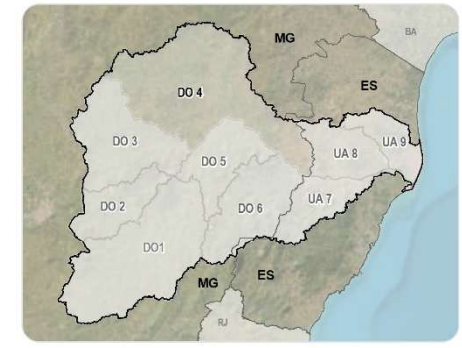 BA
MG
ES
DO 4
DO 3
DO 5
UA 8
UA 9
DO 2
DO 6
UA 7
DO1
MG
ES
RJ